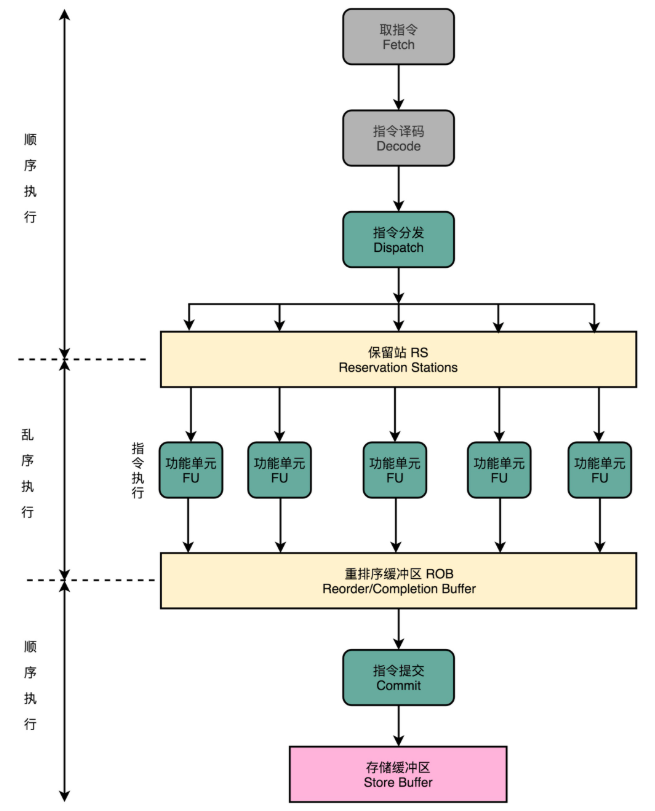 取指令
Fetch
指令译码
Decode
顺序执行
指令分发
Dispatch
保留站 RS
Reservation Stations
乱序执行
指令执行
功能单元
FU
功能单元
FU
功能单元
FU
功能单元
FU
功能单元
FU
重排序缓冲区 ROB
Reorder/Completion Buffer
顺序执行
指令提交
Commit
存储缓冲区
Store Buffer